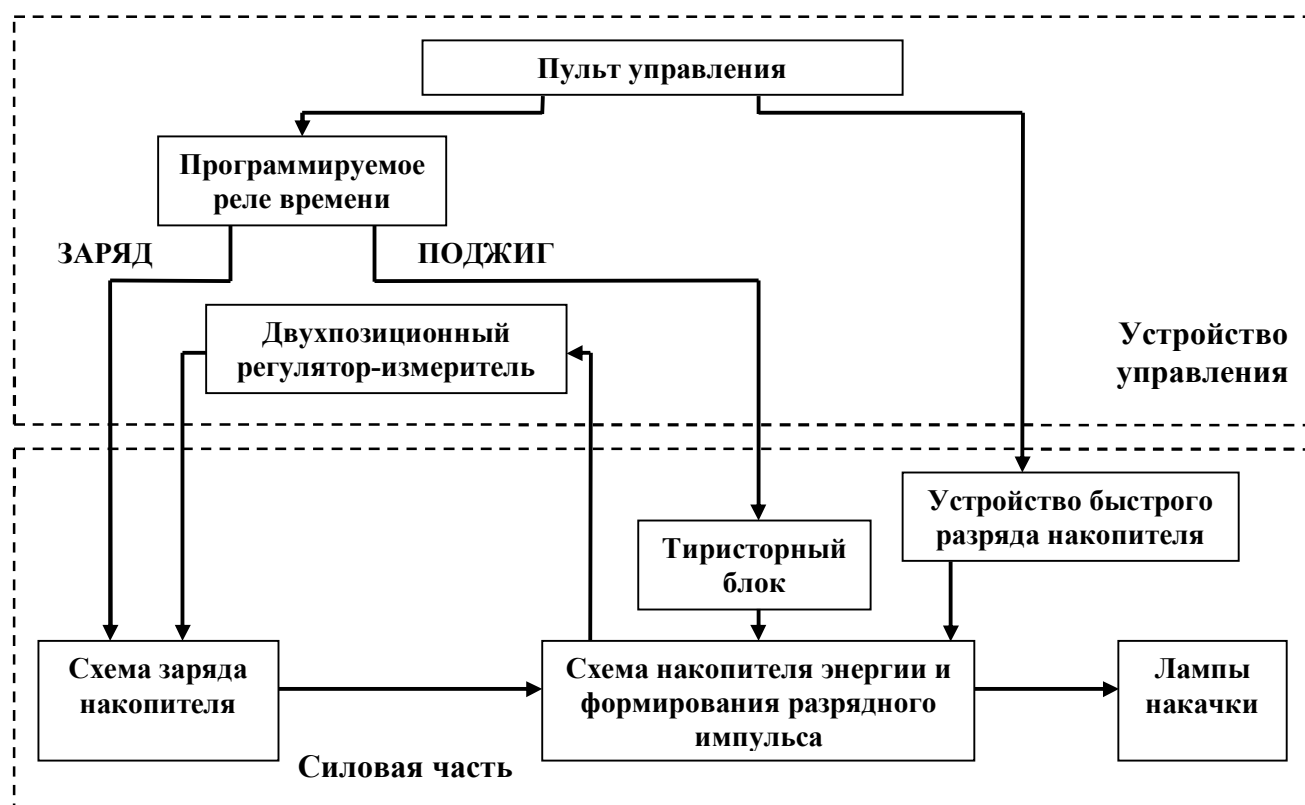 Пульт управления
Программируемое
реле времени
ЗАРЯД
ПОДЖИГ
Двухпозиционный
регулятор-измеритель
Устройство
управления
Устройство быстрого
разряда накопителя
Тиристорный
блок
Схема заряда
накопителя
Схема накопителя энергии и
формирования разрядного
импульса
Лампы
накачки
Силовая часть